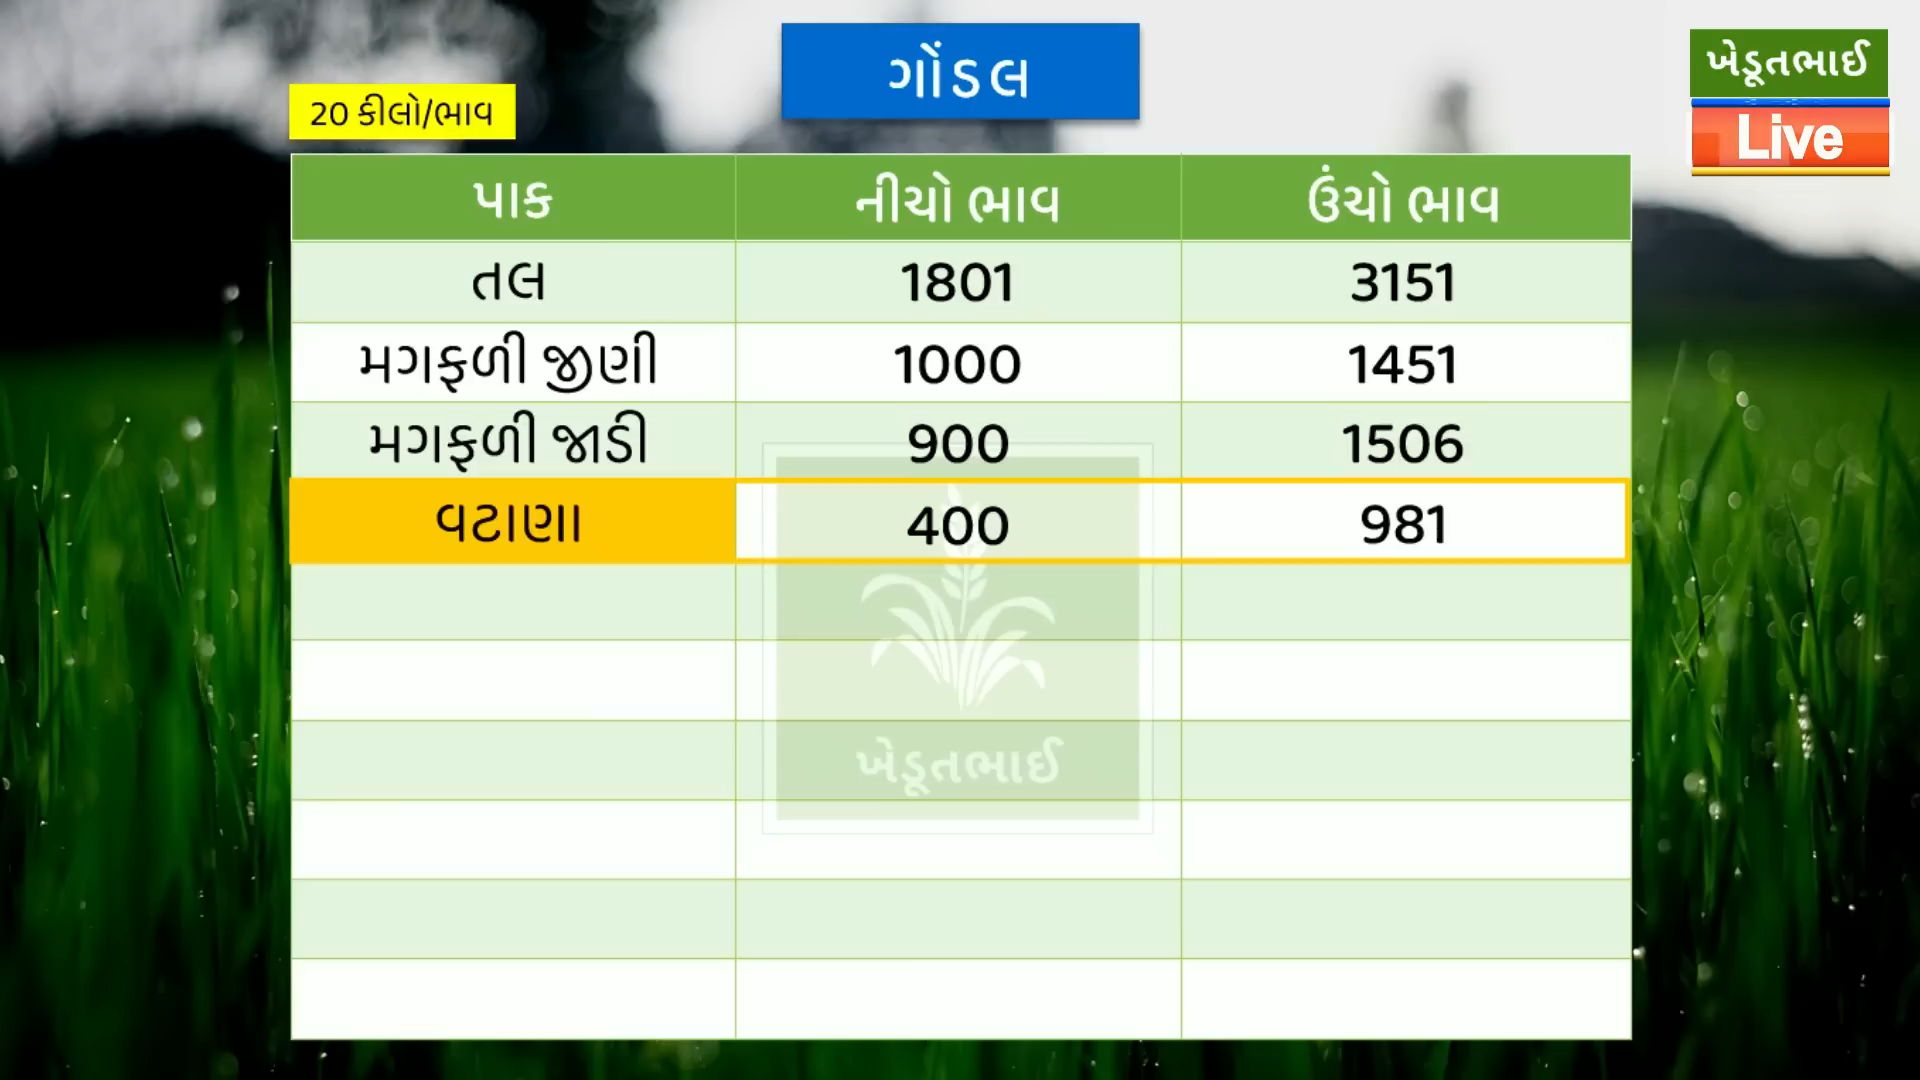 ગોંડલ
ખેડૂતભાઈ
Live
20 કીલો/ભાવ
પાક નીચો ભાવ ઉંચો ભાવ
તલ 1801 3151
મગફળી જીણી 1000 1451
મગફળી જાડી 900 1506
વટાણા 400 981
ખેડૂતભાઈ